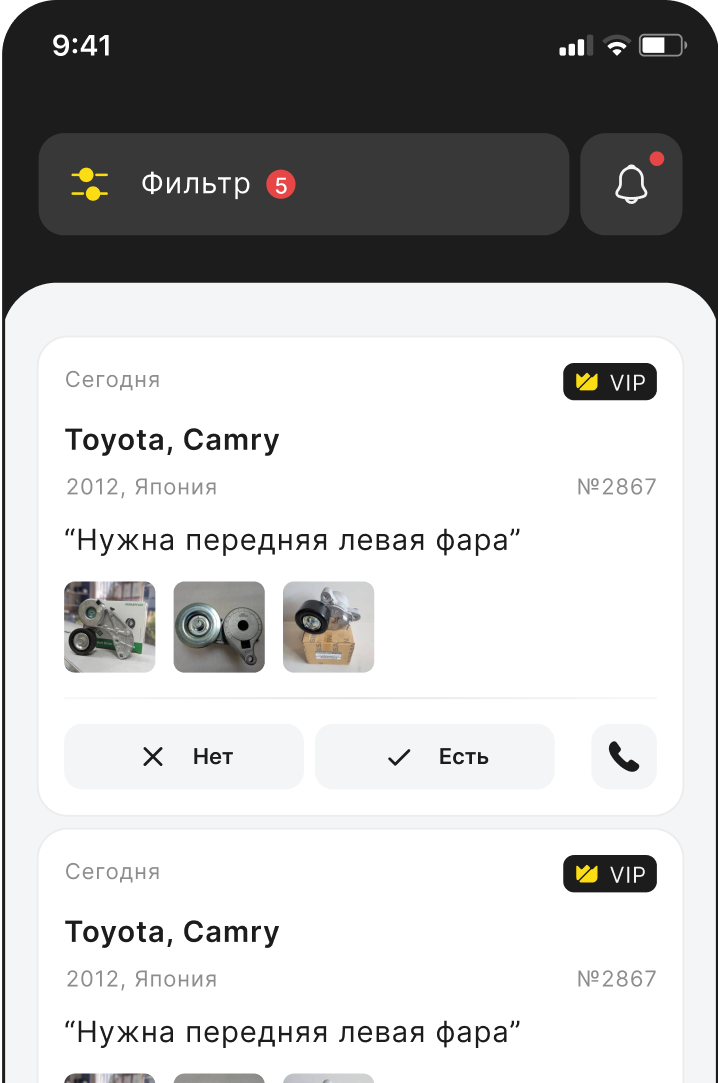 9:41
Фильтр 5
Сегодня VIP
Toyota, Camry
2012, Япония №2867
“Нужна передняя левая фара”
Нет Есть
Сегодня VIP
Toyota, Camry
2012, Япония №2867
“Нужна передняя левая фара”